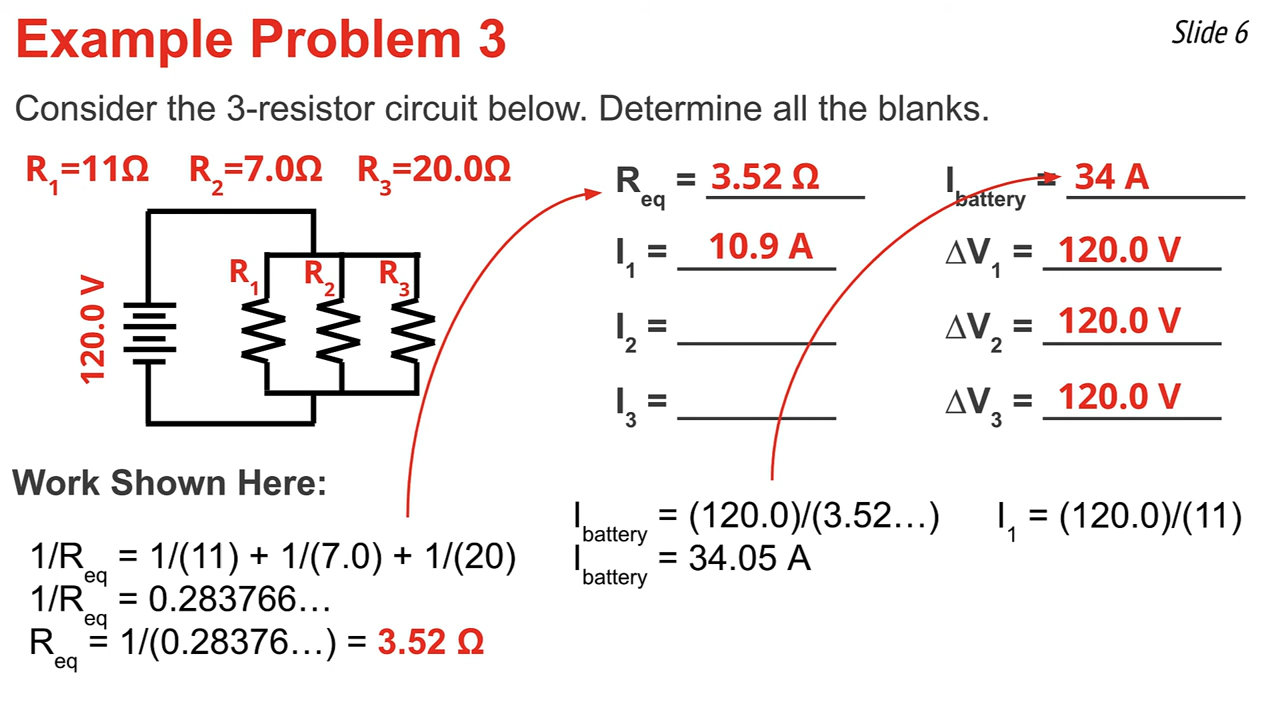 Example Problem 3
Slide 6
Consider the 3-resistor circuit below. Determine all the blanks.
R1=11Ω R2=7.0Ω R3=20.0Ω
120.0 V
R1 R2 R3
Req = 3.52 Ω
Ibattery = 34 A
I1 = 10.9 A
ΔV1 = 120.0 V
I2 =
ΔV2 = 120.0 V
I3 =
ΔV3 = 120.0 V
Work Shown Here:
1/Req = 1/(11) + 1/(7.0) + 1/(20)
1/Req = 0.283766…
Req = 1/(0.28376…) = 3.52 Ω
Ibattery = (120.0)/(3.52…)
Ibattery = 34.05 A
I1 = (120.0)/(11)